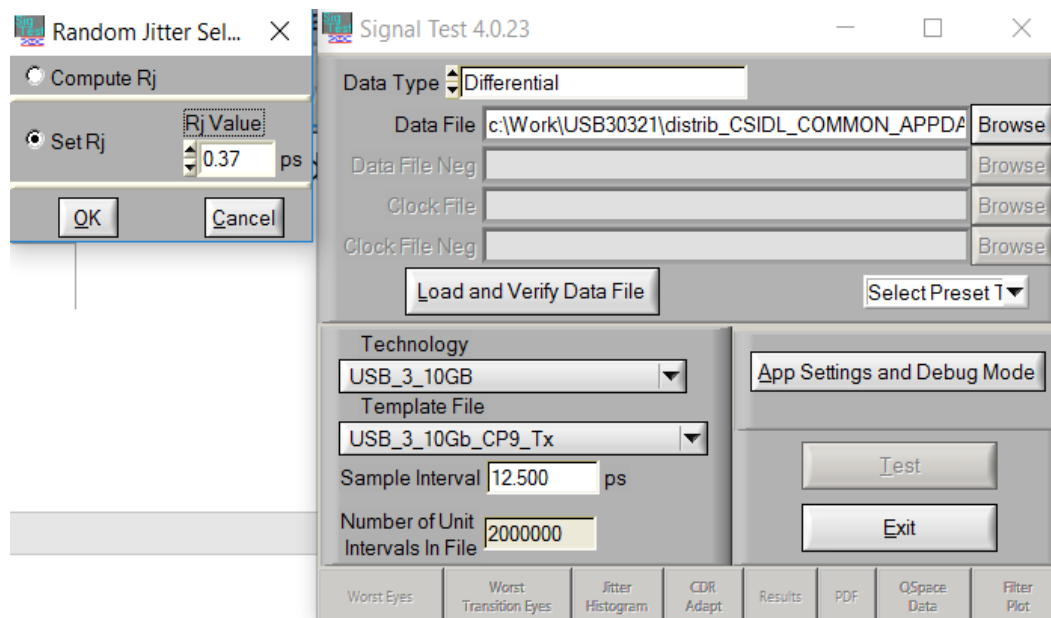 Random Jitter Sel...
Compute Rj
Rj Value
Set Rj
0.37 ps
OK Cancel
Signal Test 4.0.23
Data Type Differential
Data File c:\Work\USB30321\distrib_CSIDL_COMMON_APPDA Browse
Data File Neg Browse
Clock File Browse
Clock File Neg Browse
Load and Verify Data File Select Preset T
Technology
USB_3_10GB
Template File
USB_3_10Gb_CP9_Tx
Sample Interval 12.500 ps
Number of Unit
Intervals In File 2000000
App Settings and Debug Mode
Test
Exit
Worst Eyes
Worst
Transition Eyes
Jitter
Histogram
CDR
Adapt
Results
PDF
QSpace
Data
Filter
Plot